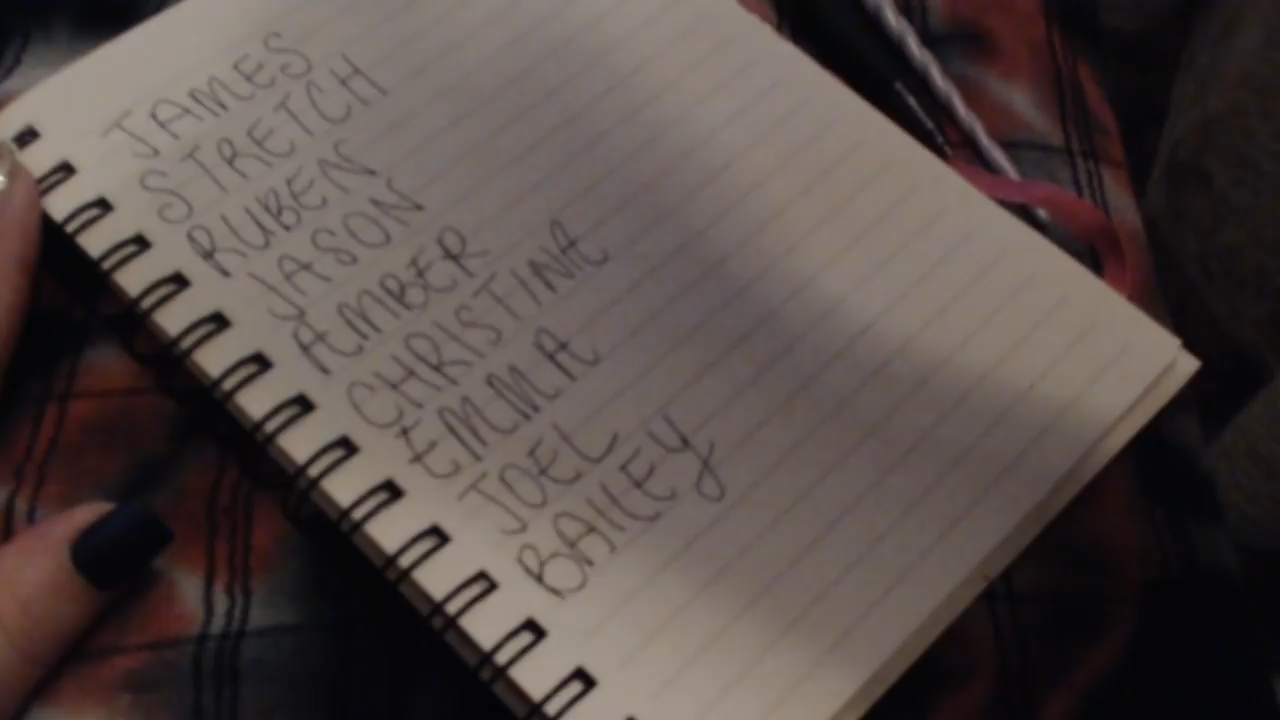 JAMES
STRETCH
RUBEN
JASON
AMBER
CHRISTINA
EMMA
JOEL
BAILEY